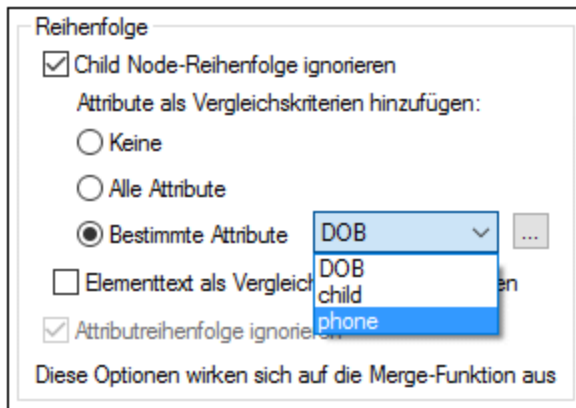 Reihenfolge
Child Node-Reihenfolge ignorieren
Attribute als Vergleichskriterien hinzufügen:
Keine
Alle Attribute
Bestimmte Attribute DOB ...
DOB
Elementtext als Vergleic en
child
phone
Attributreihenfolge ignorieren
Diese Optionen wirken sich auf die Merge-Funktion aus